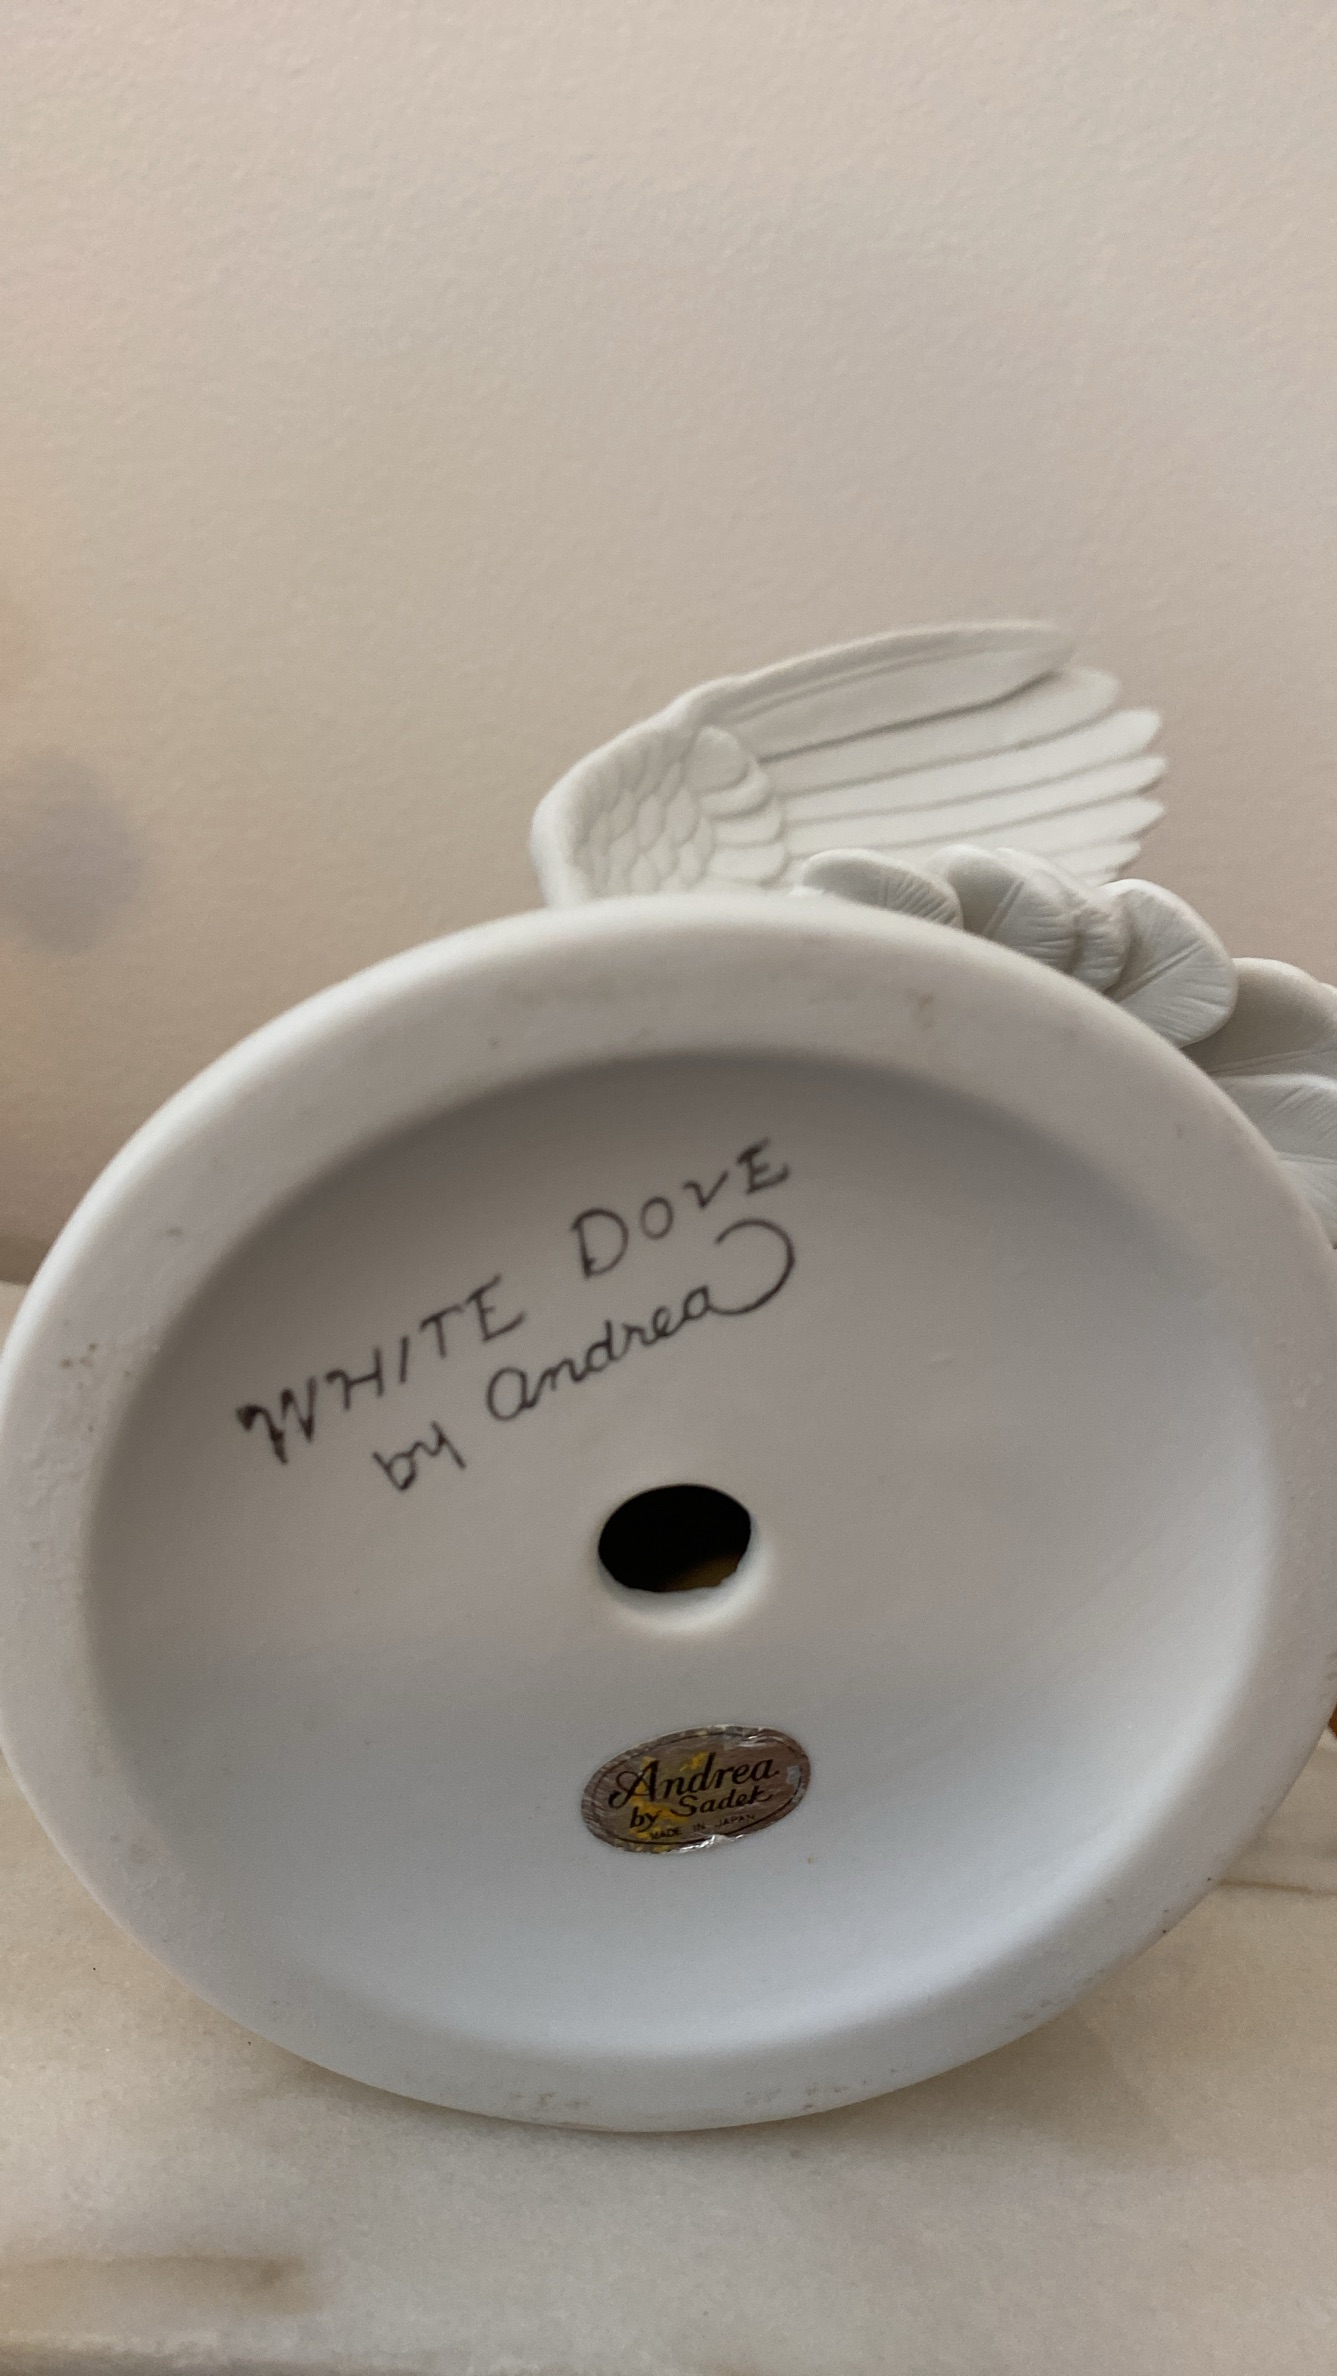 WHITE DOVE
by Andrea
Andrea
by Sadek
MADE IN JAPAN